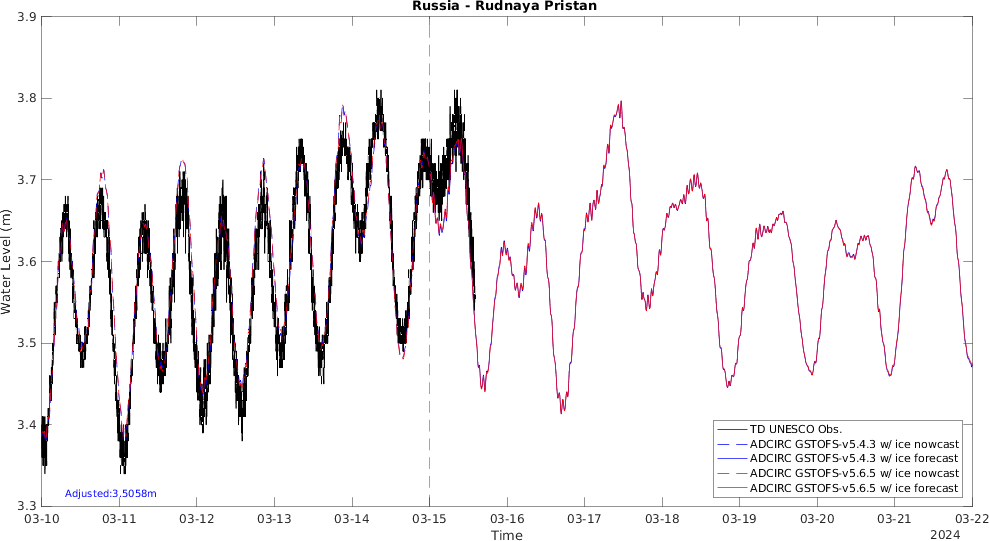 Russia - Rudnaya Pristan
3.9
3.8
3.7
3.6
3.5
3.4
3.3
Water Level (m)
Adjusted:3.5058m
TD UNESCO Obs.
ADCIRC GSTOFS-v5.4.3 w/ ice nowcast
ADCIRC GSTOFS-v5.4.3 w/ ice forecast
ADCIRC GSTOFS-v5.6.5 w/ ice nowcast
ADCIRC GSTOFS-v5.6.5 w/ ice forecast
03-10 03-11 03-12 03-13 03-14 03-15 03-16 03-17 03-18 03-19 03-20 03-21 03-22
Time
2024